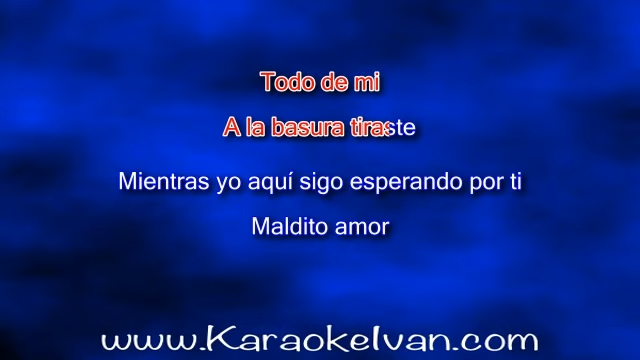 Todo de mi
A la basura tiraste
Mientras yo aquí sigo esperando por ti
Maldito amor
www.KaraokeIvan.com